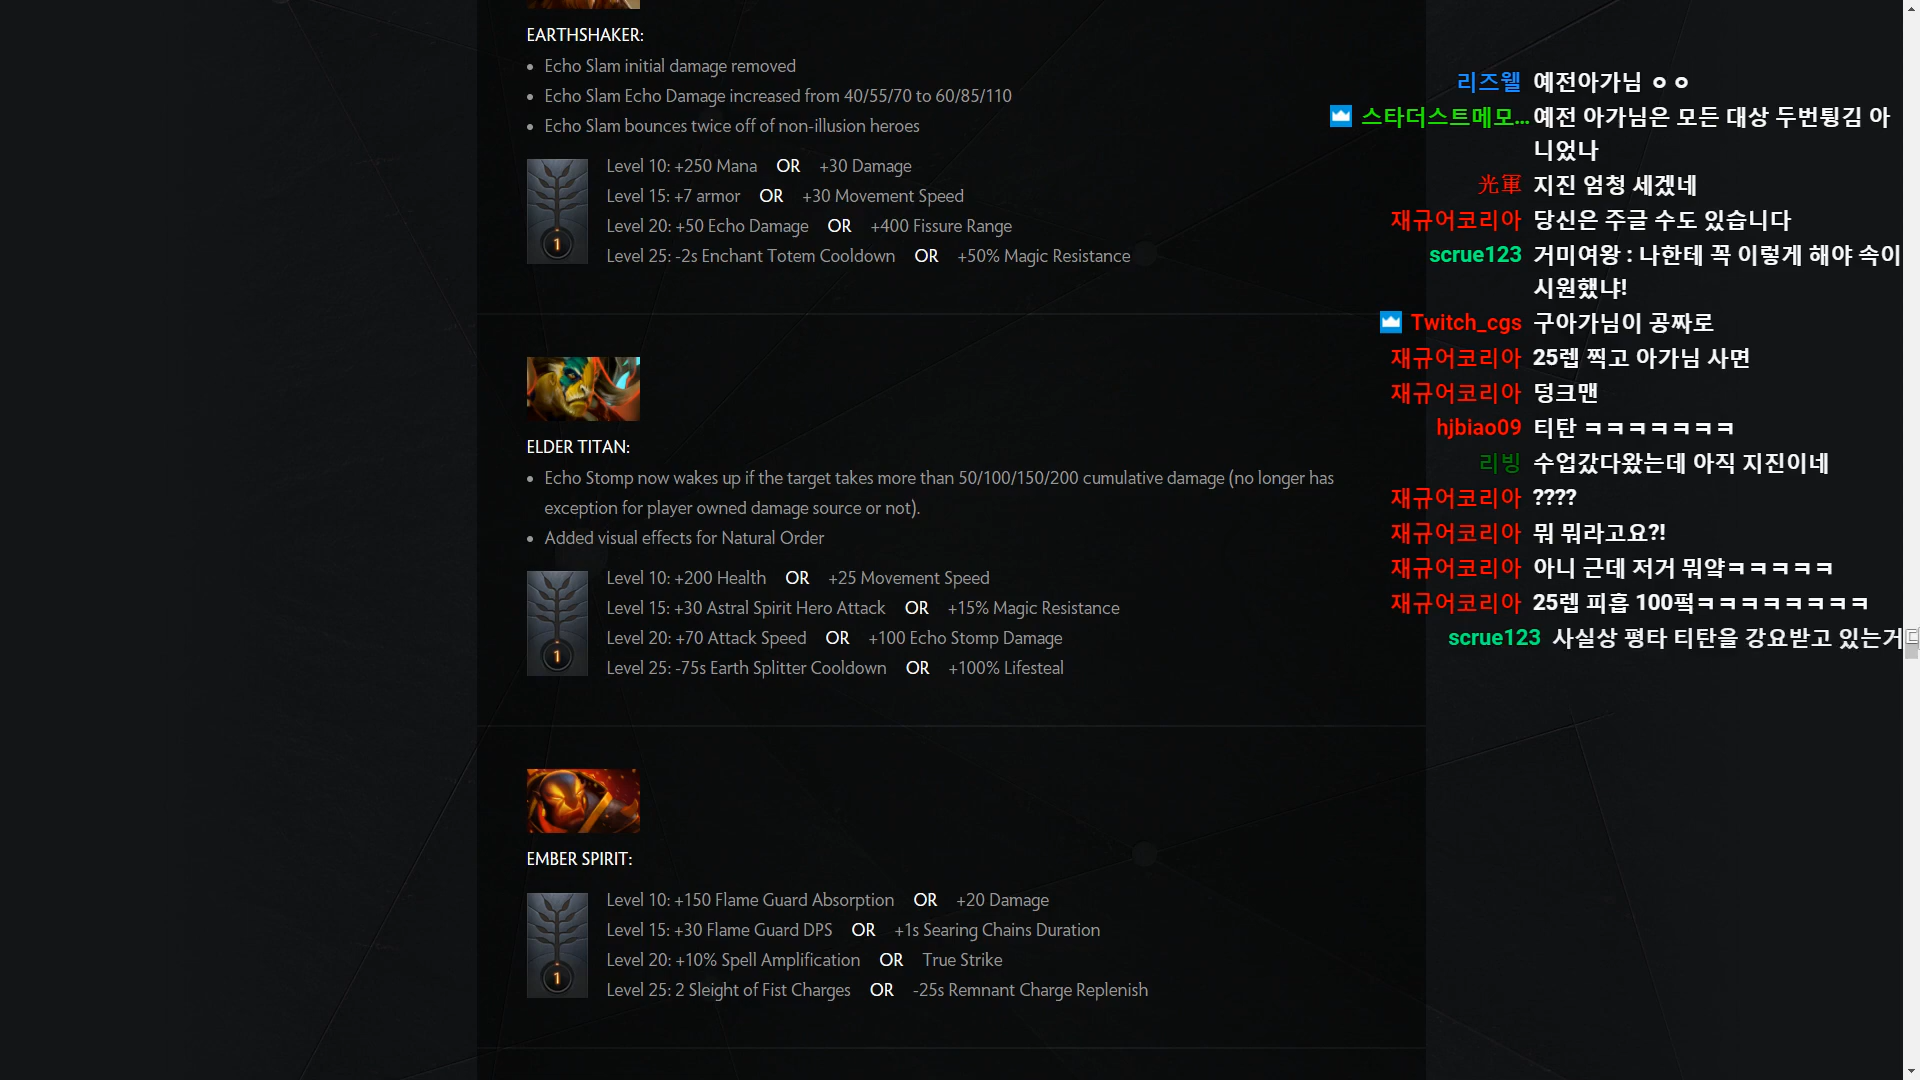 EARTHSHAKER:
Echo Slam initial damage removed
Echo Slam Echo Damage increased from 40/55/70 to 60/85/110
Echo Slam bounces twice off of non-illusion heroes
1
Level 10: +250 Mana OR +30 Damage
Level 15: +7 armor OR +30 Movement Speed
Level 20: +50 Echo Damage OR +400 Fissure Range
Level 25: -2s Enchant Totem Cooldown OR +50% Magic Resistance
ELDER TITAN:
Echo Stomp now wakes up if the target takes more than 50/100/150/200 cumulative damage (no longer has
exception for player owned damage source or not).
Added visual effects for Natural Order
1
Level 10: +200 Health OR +25 Movement Speed
Level 15: +30 Astral Spirit Hero Attack OR +15% Magic Resistance
Level 20: +70 Attack Speed OR +100 Echo Stomp Damage
Level 25: -75s Earth Splitter Cooldown OR +100% Lifesteal
EMBER SPIRIT:
1
Level 10: +150 Flame Guard Absorption OR +20 Damage
Level 15: +30 Flame Guard DPS OR +1s Searing Chains Duration
Level 20: +10% Spell Amplification OR True Strike
Level 25: 2 Sleight of Fist Charges OR -25s Remnant Charge Replenish
리즈웰 예전아가님 ㅇㅇ
스타더스트메모... 예전 아가님은 모든 대상 두번튕김 아
니었나
光軍 지진 엄청 세겠네
재규어코리아 당신은 주글 수도 있습니다
scrue123 거미여왕 : 나한테 꼭 이렇게 해야 속이
시원했냐!
Twitch_cgs 구아가님이 공짜로
재규어코리아 25렙 찍고 아가님 사면
재규어코리아 덩크맨
hjbiao09 티탄 ㅋㅋㅋㅋㅋㅋㅋ
리빙 수업갔다왔는데 아직 지진이네
재규어코리아 ????
재규어코리아 뭐 뭐라고요?!
재규어코리아 아니 근데 저거 뭐얔ㅋㅋㅋㅋㅋ
재규어코리아 25렙 피흡 100퍸ㅋㅋㅋㅋㅋㅋㅋㅋ
scrue123 사실상 평타 티탄을 강요받고 있는거